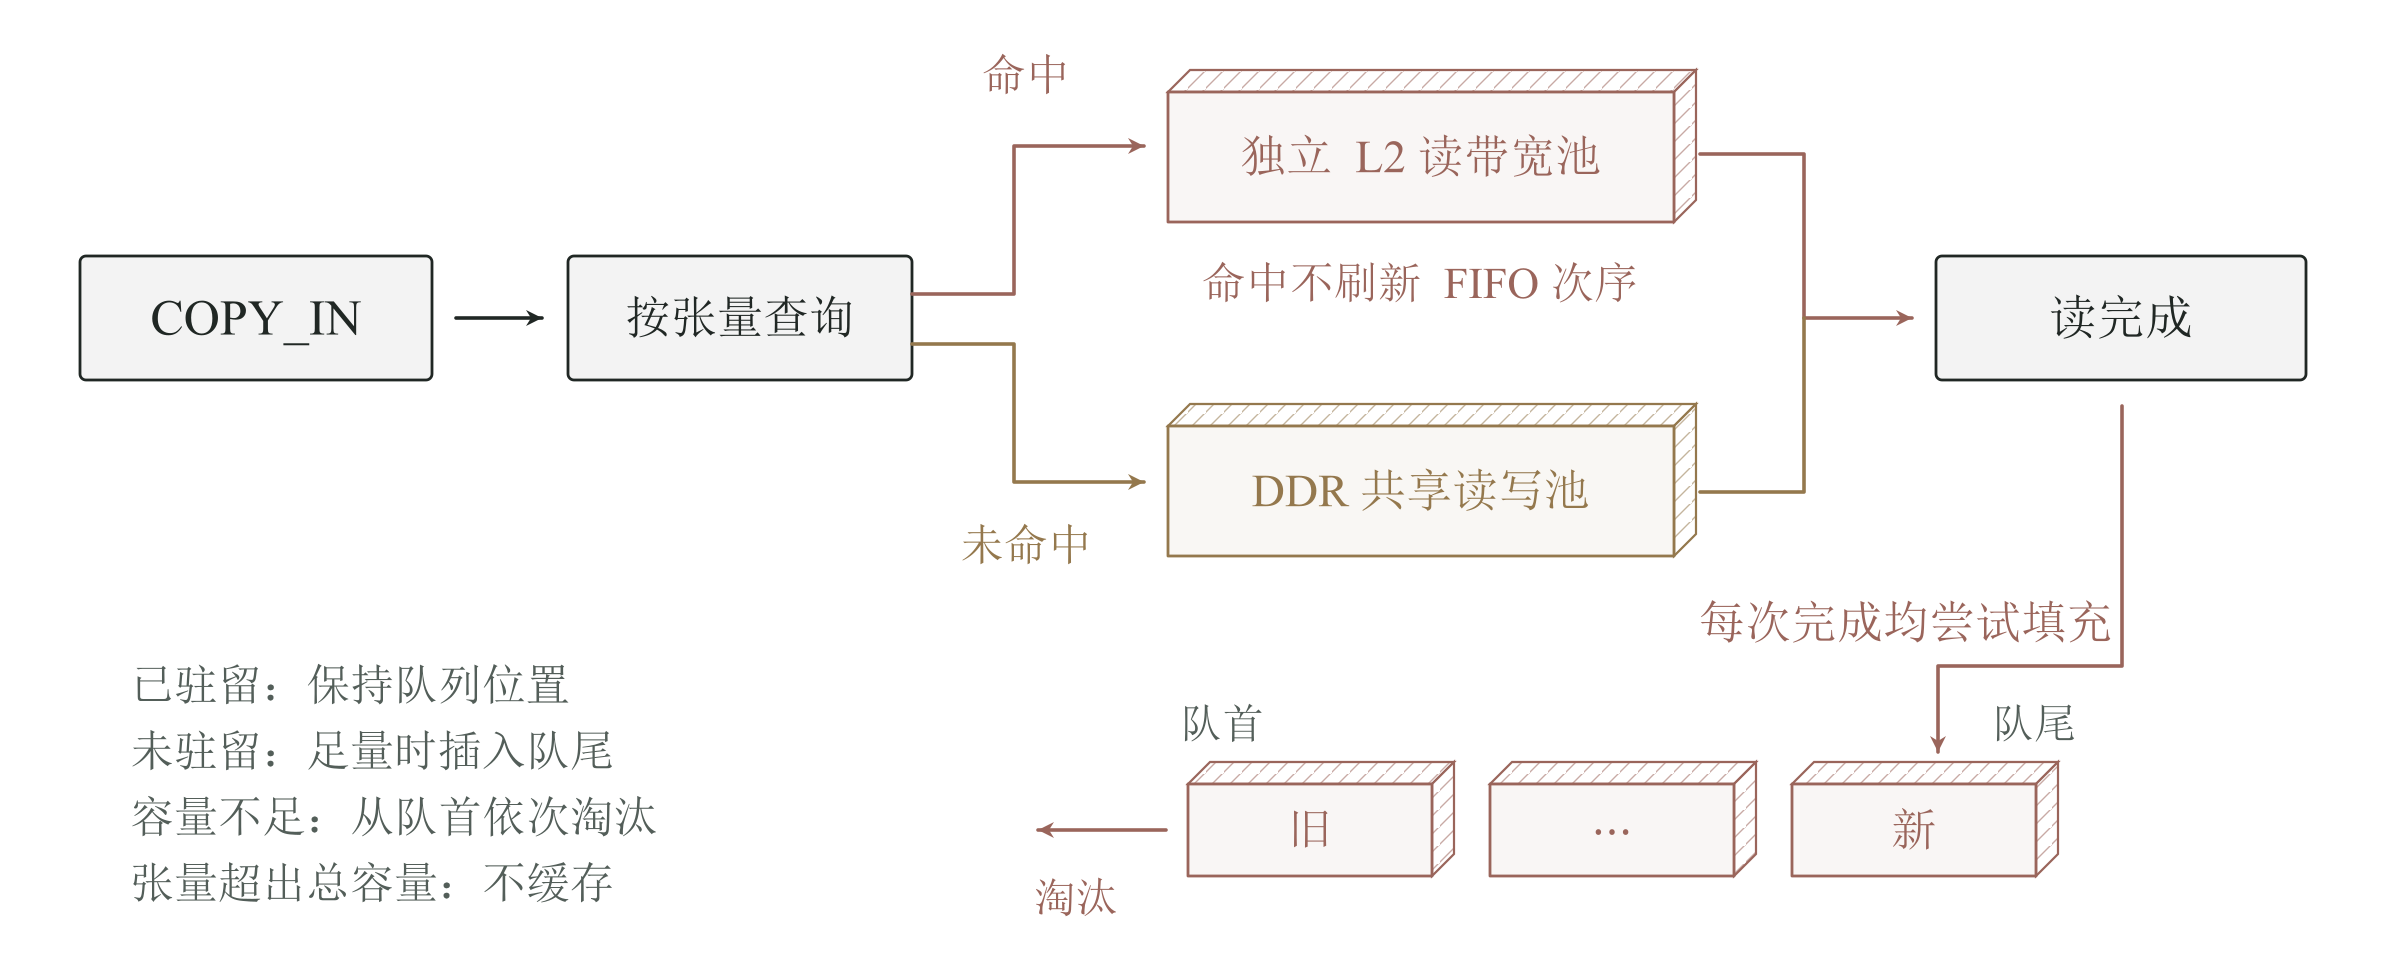 命中
独立 L2 读带宽池
命中不刷新 FIFO 次序
COPY_IN
按张量查询
读完成
DDR 共享读写池
未命中
每次完成均尝试填充
已驻留：保持队列位置
未驻留：足量时插入队尾
容量不足：从队首依次淘汰
张量超出总容量：不缓存
队首
队尾
旧
...
新
淘汰